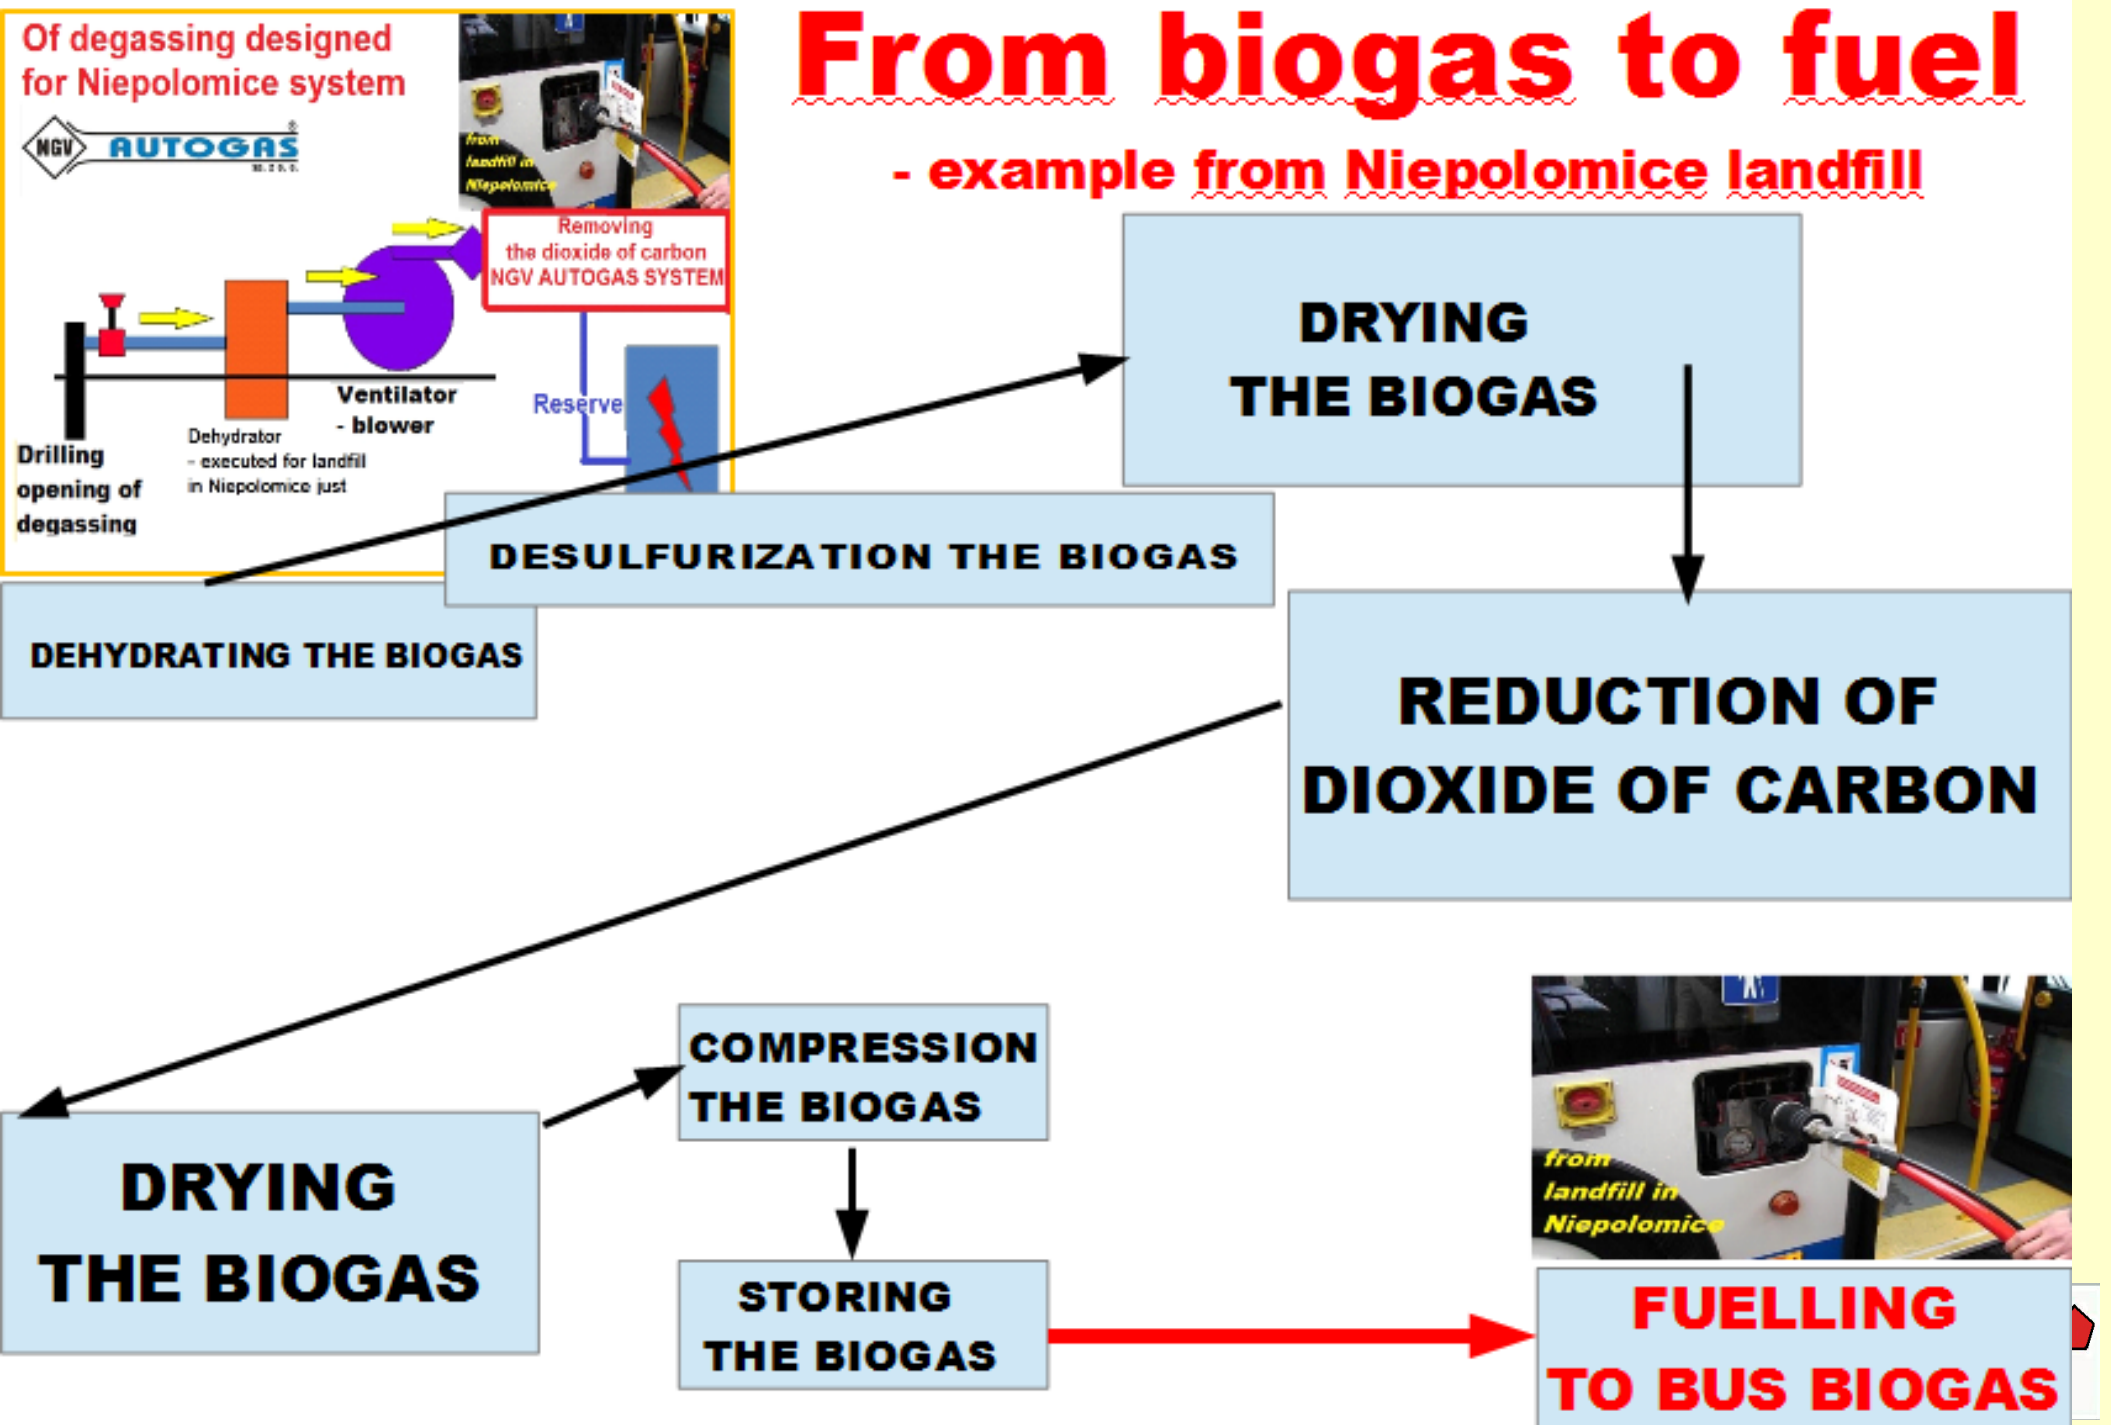 Of degassing designed
for Niepolomice system
NGV AUTOGAS
®
from
landfill in
Niepolomice
From biogas to fuel
- example from Niepolomice landfill
Removing
the dioxide of carbon
NGV AUTOGAS SYSTEM
Reserve
Ventilator
- blower
Dehydrator
- executed for landfill
in Niepolomice just
Drilling
opening of
degassing
DRYING
THE BIOGAS
DESULFURIZATION THE BIOGAS
DEHYDRATING THE BIOGAS
REDUCTION OF
DIOXIDE OF CARBON
DRYING
THE BIOGAS
COMPRESSION
THE BIOGAS
STORING
THE BIOGAS
from
landfill in
Niepolomice
FUELLING
TO BUS BIOGAS